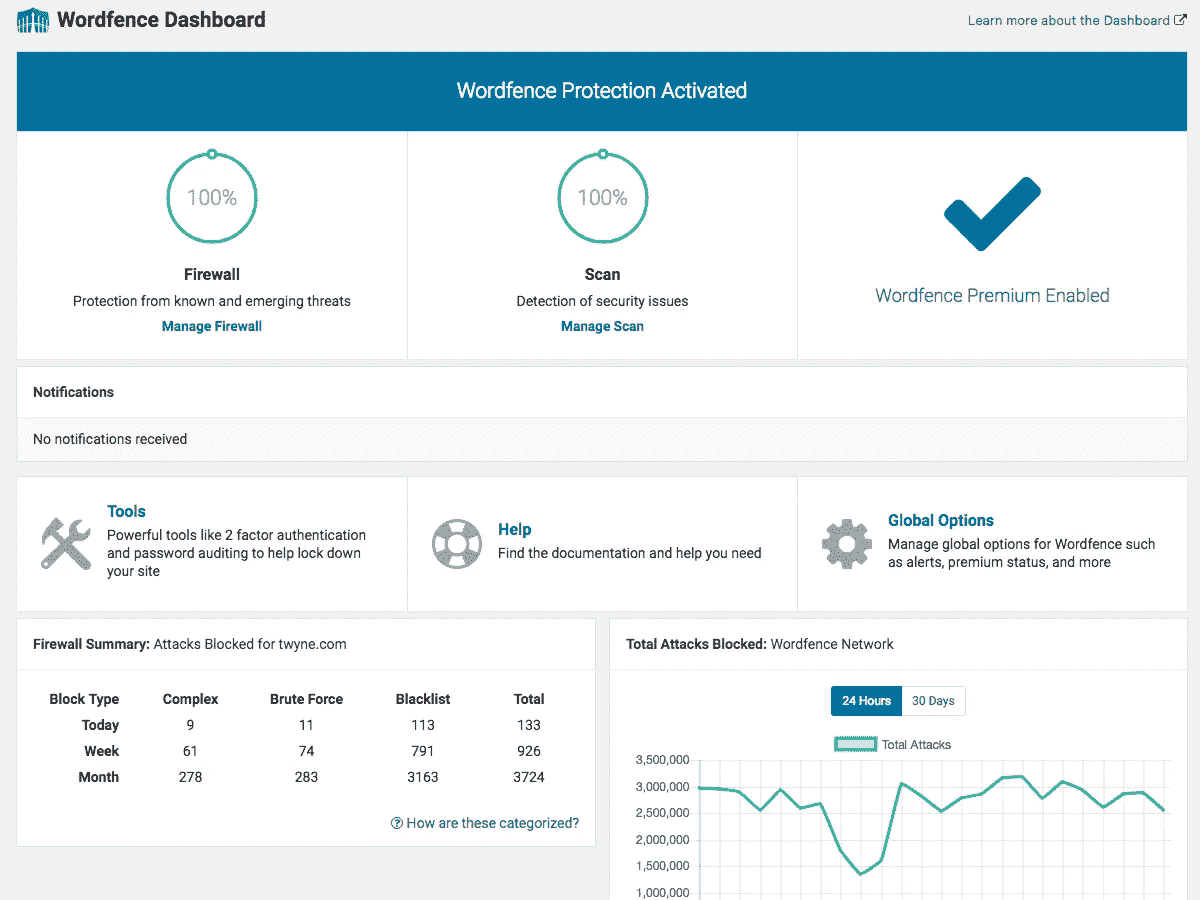 Wordfence Dashboard
Learn more about the Dashboard
Wordfence Protection Activated
100%
Firewall
Protection from known and emerging threats
Manage Firewall
100%
Scan
Detection of security issues
Manage Scan
Wordfence Premium Enabled
Notifications
No notifications received
Tools
Powerful tools like 2 factor authentication
and password auditing to help lock down
your site
Help
Find the documentation and help you need
Global Options
Manage global options for Wordfence such
as alerts, premium status, and more
Firewall Summary: Attacks Blocked for twyne.com
Block Type Complex Brute Force Blacklist Total
Today 9 11 113 133
Week 61 74 791 926
Month 278 283 3163 3724
? How are these categorized?
Total Attacks Blocked: Wordfence Network
24 Hours 30 Days
Total Attacks
3,500,000
3,000,000
2,500,000
2,000,000
1,500,000
1,000,000